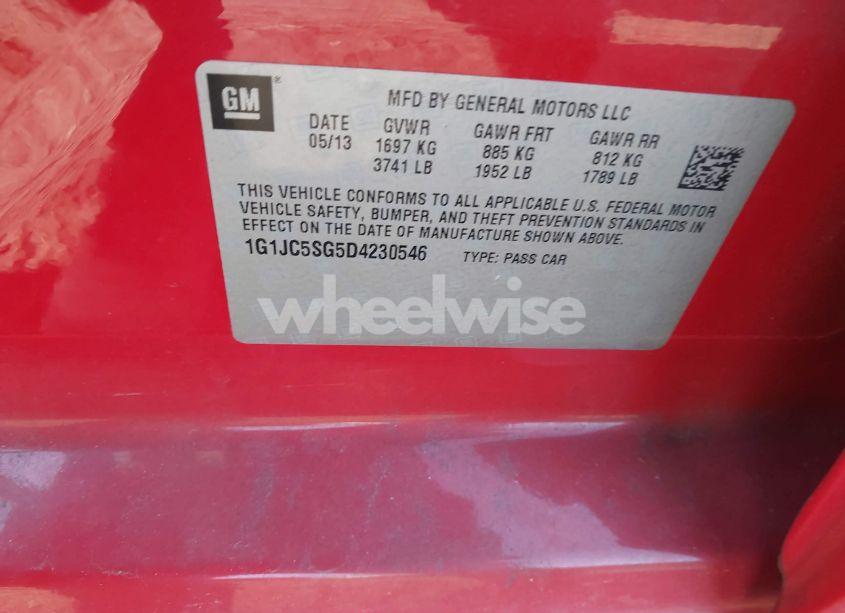 GM ®
MFD BY GENERAL MOTORS LLC
DATE GVWR GAWR FRT GAWR RR
05/13 1697 KG 885 KG 812 KG
3741 LB 1952 LB 1789 LB
THIS VEHICLE CONFORMS TO ALL APPLICABLE U.S. FEDERAL MOTOR
VEHICLE SAFETY, BUMPER, AND THEFT PREVENTION STANDARDS IN
EFFECT ON THE DATE OF MANUFACTURE SHOWN ABOVE.
1G1JC5SG5D4230546 TYPE: PASS CAR
wheelwise